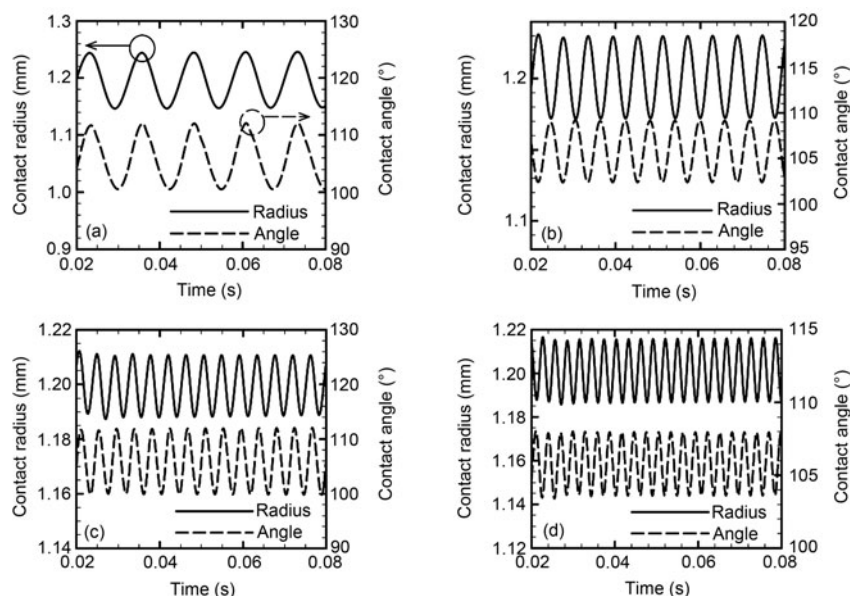 1.3
1.2
1.1
1.0
0.9
Contact radius (mm)
130
120
110
100
90
Contact angle (°)
Radius
Angle
(a)
0.02 0.04 0.06 0.08
Time (s)
1.2
1.1
Contact radius (mm)
120
115
110
105
100
95
Contact angle (°)
Radius
Angle
(b)
0.02 0.04 0.06 0.08
Time (s)
1.22
1.20
1.18
1.16
1.14
Contact radius (mm)
130
120
110
100
90
Contact angle (°)
Radius
Angle
(c)
0.02 0.04 0.06 0.08
Time (s)
1.22
1.20
1.18
1.16
1.14
1.12
Contact radius (mm)
115
110
105
100
Contact angle (°)
Radius
Angle
(d)
0.02 0.04 0.06 0.08
Time (s)